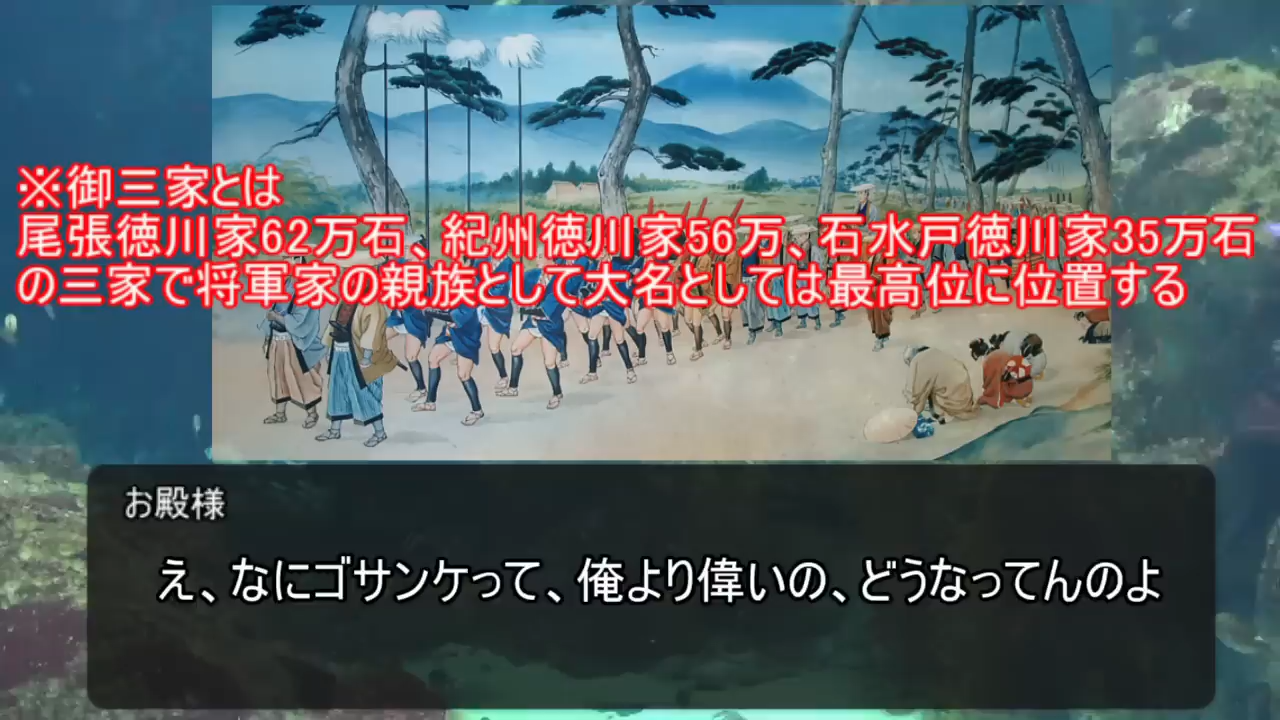 ※御三家とは
尾張徳川家62万石、紀州徳川家56万、石水戸徳川家35万石
の三家で将軍家の親族として大名としては最高位に位置する
お殿様
え、なにゴサンケって、俺より偉いの、どうなってんのよ